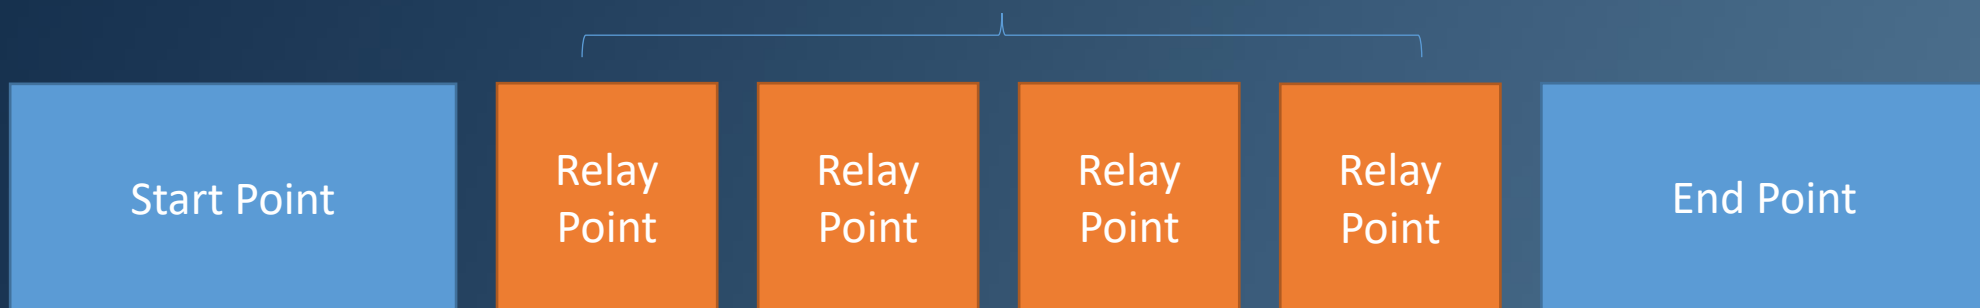 Start Point
Relay
Point
Relay
Point
Relay
Point
Relay
Point
End Point